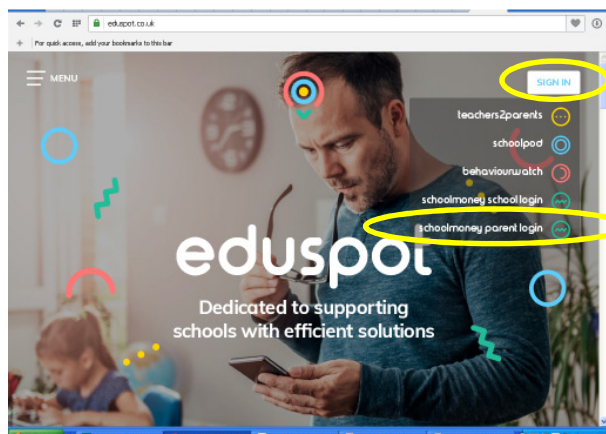 eduspot.co.uk
For quick access, add your bookmarks to this bar
MENU
SIGN IN
teachers2parents
schoolpod
behaviourwatch
schoolmoney school login
schoolmoney parent login
eduspot
Dedicated to supporting
schools with efficient solutions